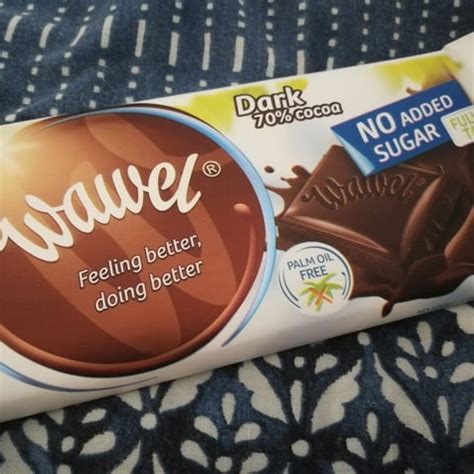 Dark
70% cocoa
NO ADDED
SUGAR
wawel®
Feeling better,
doing better
Wawel
PALM OIL
FREE